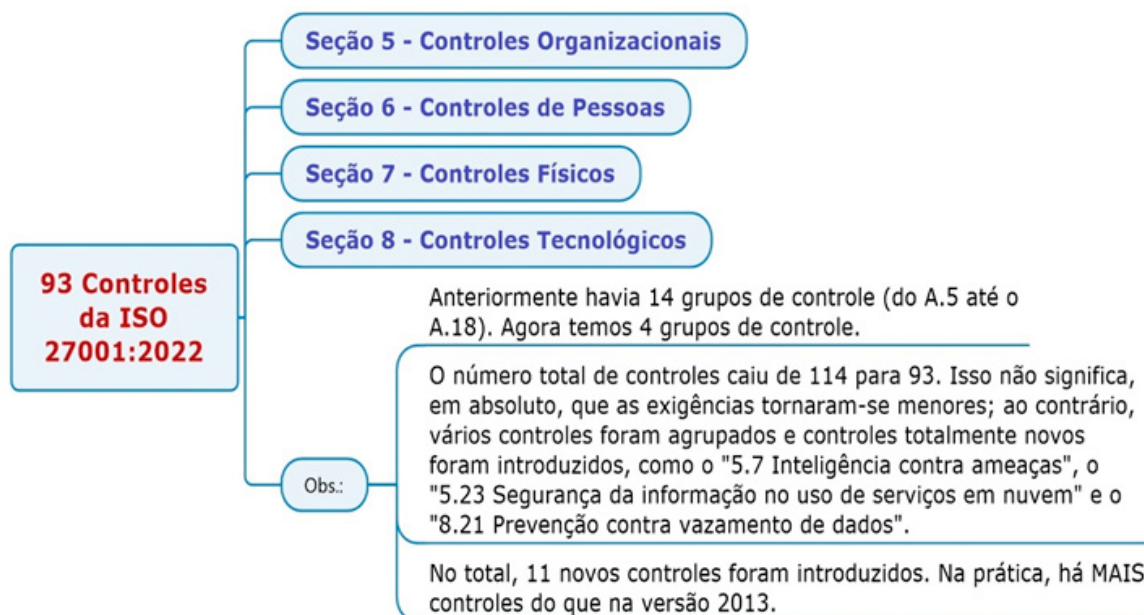 Seção 5 - Controles Organizacionais
Seção 6 - Controles de Pessoas
Seção 7 - Controles Físicos
Seção 8 - Controles Tecnológicos
93 Controles
da ISO
27001:2022
Obs.:
Anteriormente havia 14 grupos de controle (do A.5 até o
A.18). Agora temos 4 grupos de controle.
O número total de controles caiu de 114 para 93. Isso não significa,
em absoluto, que as exigências tornaram-se menores; ao contrário,
vários controles foram agrupados e controles totalmente novos
foram introduzidos, como o "5.7 Inteligência contra ameaças", o
"5.23 Segurança da informação no uso de serviços em nuvem" e o
"8.21 Prevenção contra vazamento de dados".
No total, 11 novos controles foram introduzidos. Na prática, há MAIS
controles do que na versão 2013.